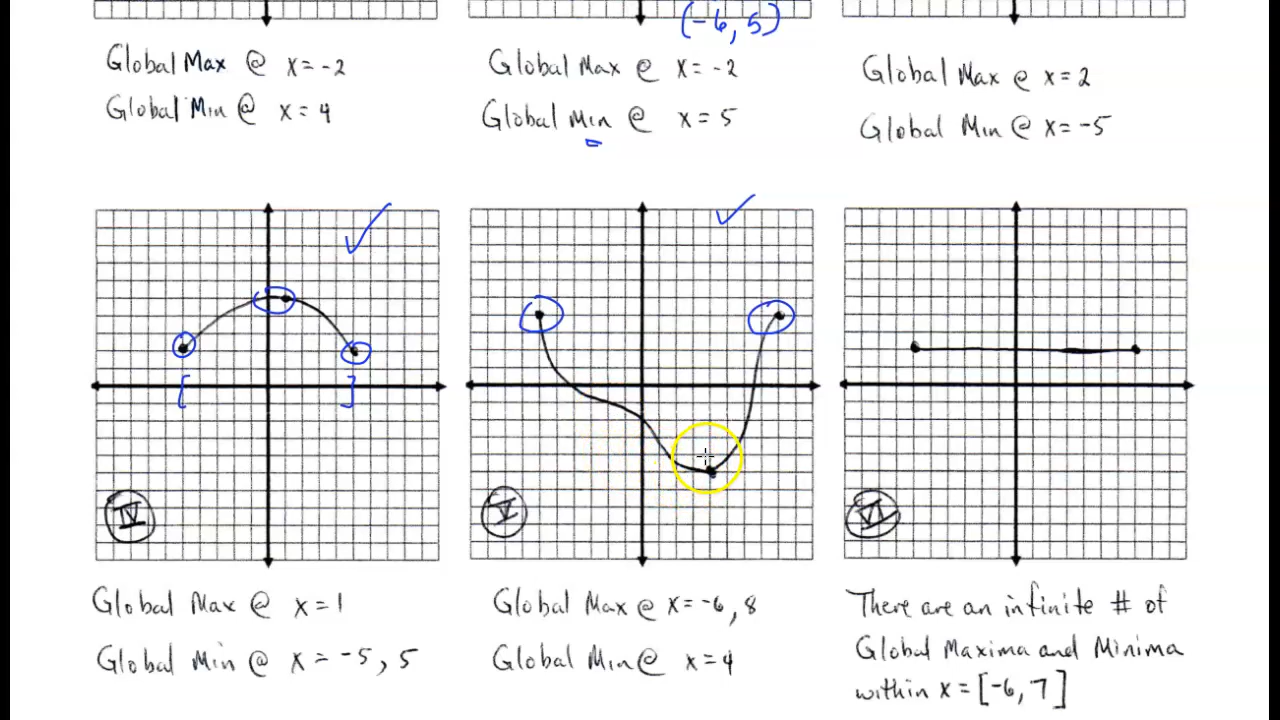 (-6, 5)
Global Max @ x = -2
Global Min @ x = 4
Global Max @ x = -2
Global Min @ x = 5
Global Max @ x = 2
Global Min @ x = -5
IV
V
VI
Global Max @ x = 1
Global Min @ x = -5, 5
Global Max @ x = -6, 8
Global Min @ x = 4
There are an infinite # of
Global Maxima and Minima
within x = [-6, 7]